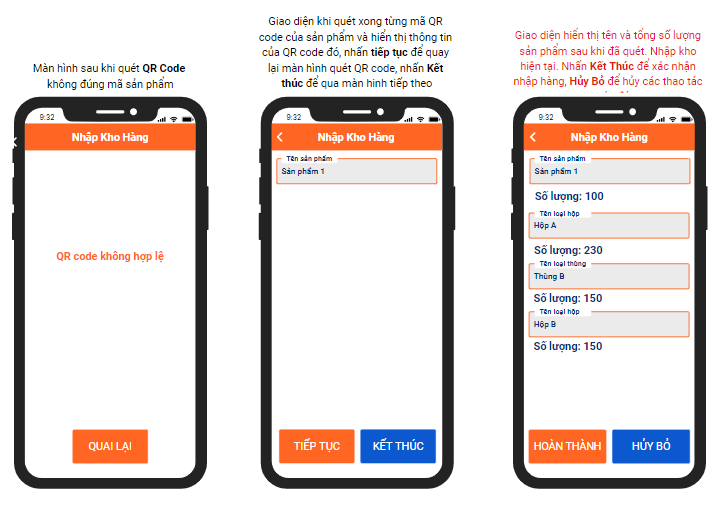 Màn hình sau khi quét QR Code
không đúng mã sản phẩm
9:32
Nhập Kho Hàng
QR code không hợp lệ
QUAI LẠI
Giao diện khi quét xong từng mã QR
code của sản phẩm và hiển thị thông tin
của QR code đó, nhấn tiếp tục để quay
lại màn hình quét QR code, nhấn Kết
thúc để qua màn hinh tiếp theo
9:32
Nhập Kho Hàng
Tên sản phẩm
Sản phẩm 1
TIẾP TỤC
KẾT THÚC
Giao diện hiển thị tên và tổng số lượng
sản phẩm sau khi đã quét. Nhập kho
hiện tại. Nhấn Kết Thúc để xác nhận
nhập hàng, Hủy Bỏ để hủy các thao tác
9:32
Nhập Kho Hàng
Tên sản phẩm
Sản phẩm 1
Số lượng: 100
Tên loại hộp
Hộp A
Số lượng: 230
Tên loại thùng
Thùng B
Số lượng: 150
Tên loại hộp
Hộp B
Số lượng: 150
HOÀN THÀNH
HỦY BỎ